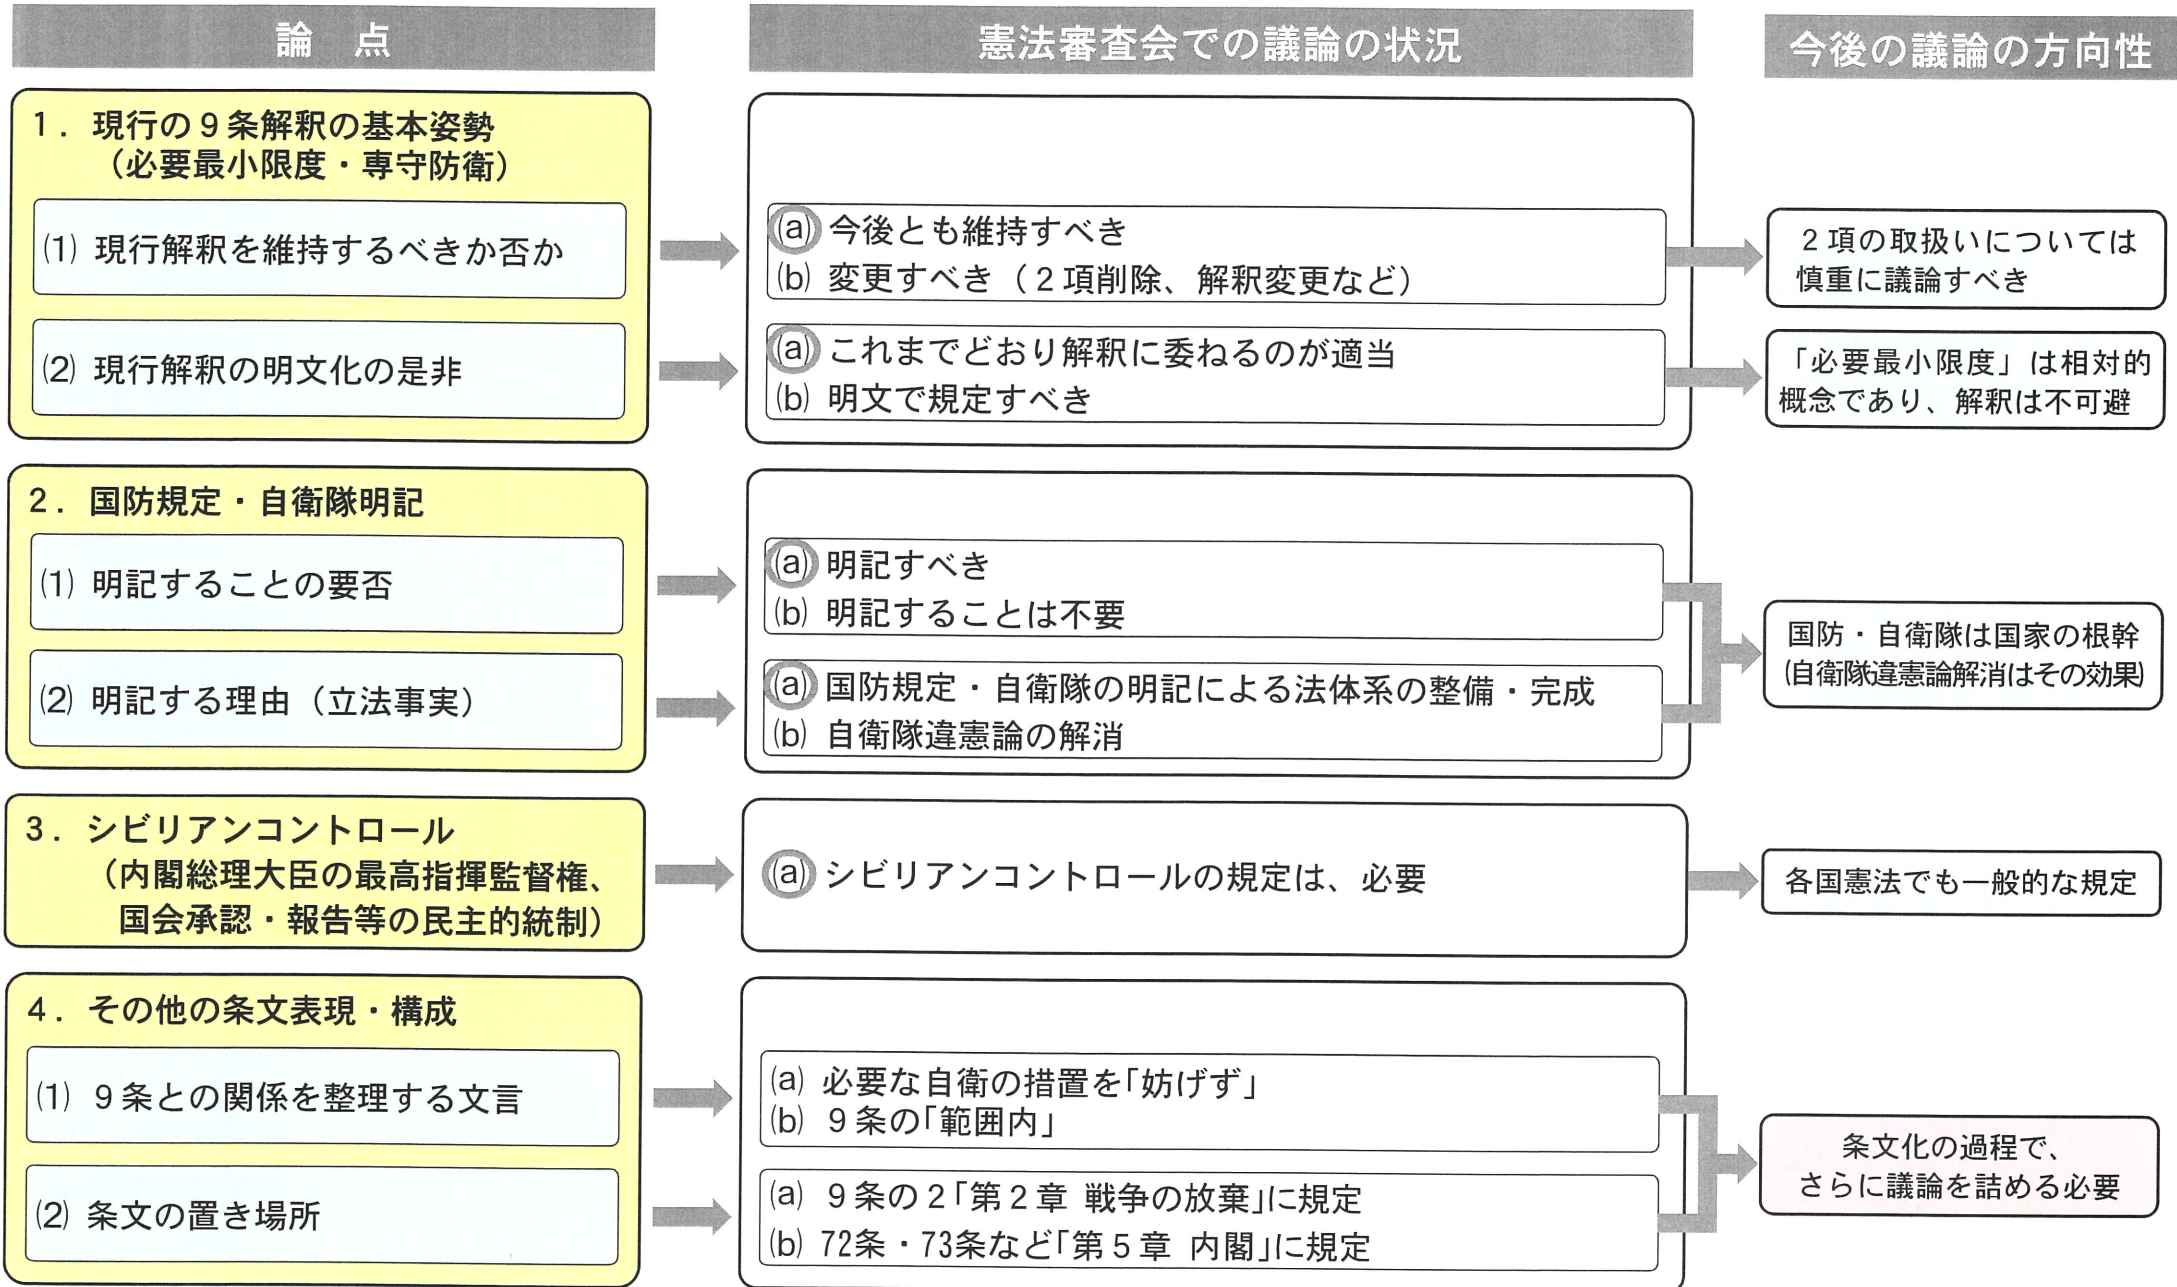 論 点
憲法審査会での議論の状況
今後の議論の方向性
1．現行の9条解釈の基本姿勢
（必要最小限度・専守防衛）
⑴ 現行解釈を維持するべきか否か
(a) 今後とも維持すべき
(b) 変更すべき（2項削除、解釈変更など）
2項の取扱いについては
慎重に議論すべき
⑵ 現行解釈の明文化の是非
(a) これまでどおり解釈に委ねるのが適当
(b) 明文で規定すべき
「必要最小限度」は相対的
概念であり、解釈は不可避
2．国防規定・自衛隊明記
⑴ 明記することの要否
(a) 明記すべき
(b) 明記することは不要
⑵ 明記する理由（立法事実）
(a) 国防規定・自衛隊の明記による法体系の整備・完成
(b) 自衛隊違憲論の解消
国防・自衛隊は国家の根幹
(自衛隊違憲論解消はその効果)
3．シビリアンコントロール
（内閣総理大臣の最高指揮監督権、
国会承認・報告等の民主的統制）
(a) シビリアンコントロールの規定は、必要
各国憲法でも一般的な規定
4．その他の条文表現・構成
⑴ 9条との関係を整理する文言
(a) 必要な自衛の措置を「妨げず」
(b) 9条の「範囲内」
⑵ 条文の置き場所
(a) 9条の2「第2章 戦争の放棄」に規定
(b) 72条・73条など「第5章 内閣」に規定
条文化の過程で、
さらに議論を詰める必要